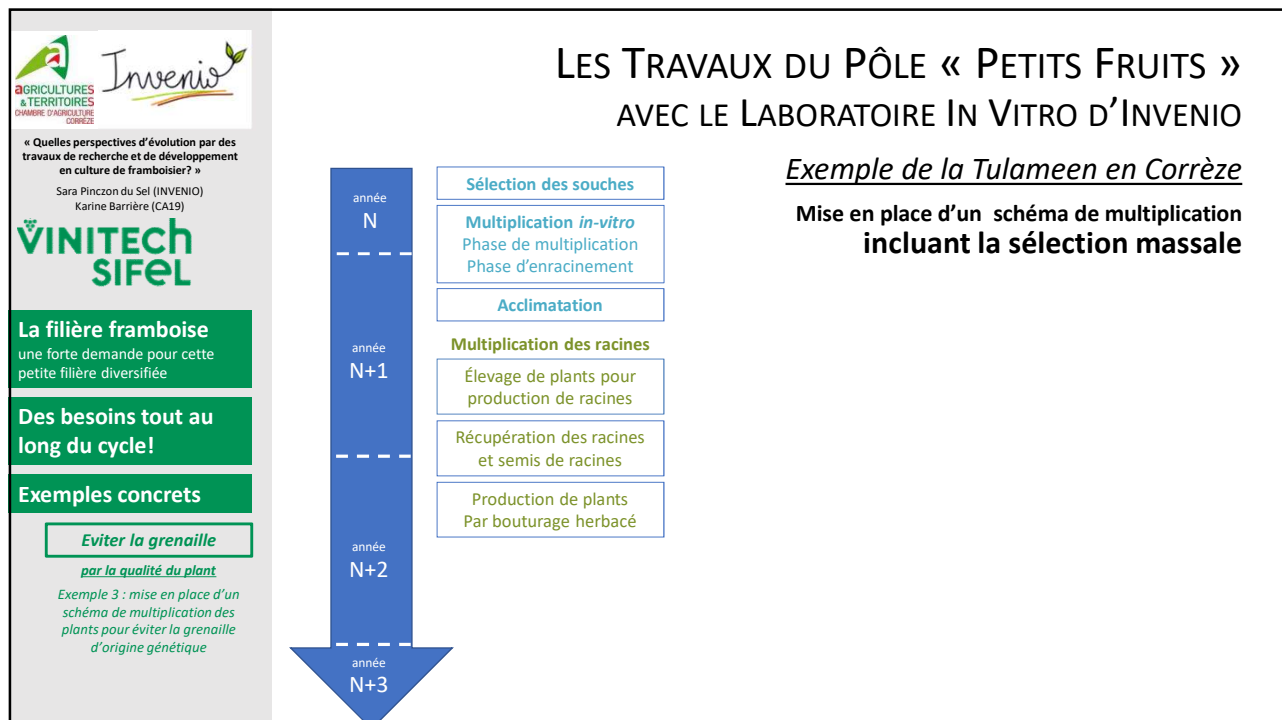 aGRICULTURES
& TERRITOIRES
CHAMBRE D'AGRICULTURE
CORRÈZE
Invenio
« Quelles perspectives d'évolution par des
travaux de recherche et de développement
en culture de framboisier? »
Sara Pinczon du Sel (INVENIO)
Karine Barrière (CA19)
VINITECH
SIFEL
La filière framboise
une forte demande pour cette
petite filière diversifiée
Des besoins tout au
long du cycle!
Exemples concrets
Eviter la grenaille
par la qualité du plant
Exemple 3 : mise en place d'un
schéma de multiplication des
plants pour éviter la grenaille
d'origine génétique
LES TRAVAUX DU PÔLE « PETITS FRUITS »
AVEC LE LABORATOIRE IN VITRO D'INVENIO
Exemple de la Tulameen en Corrèze
Mise en place d'un schéma de multiplication
incluant la sélection massale
année
N
année
N+1
année
N+2
année
N+3
Sélection des souches
Multiplication in-vitro
Phase de multiplication
Phase d'enracinement
Acclimatation
Multiplication des racines
Élevage de plants pour
production de racines
Récupération des racines
et semis de racines
Production de plants
Par bouturage herbacé